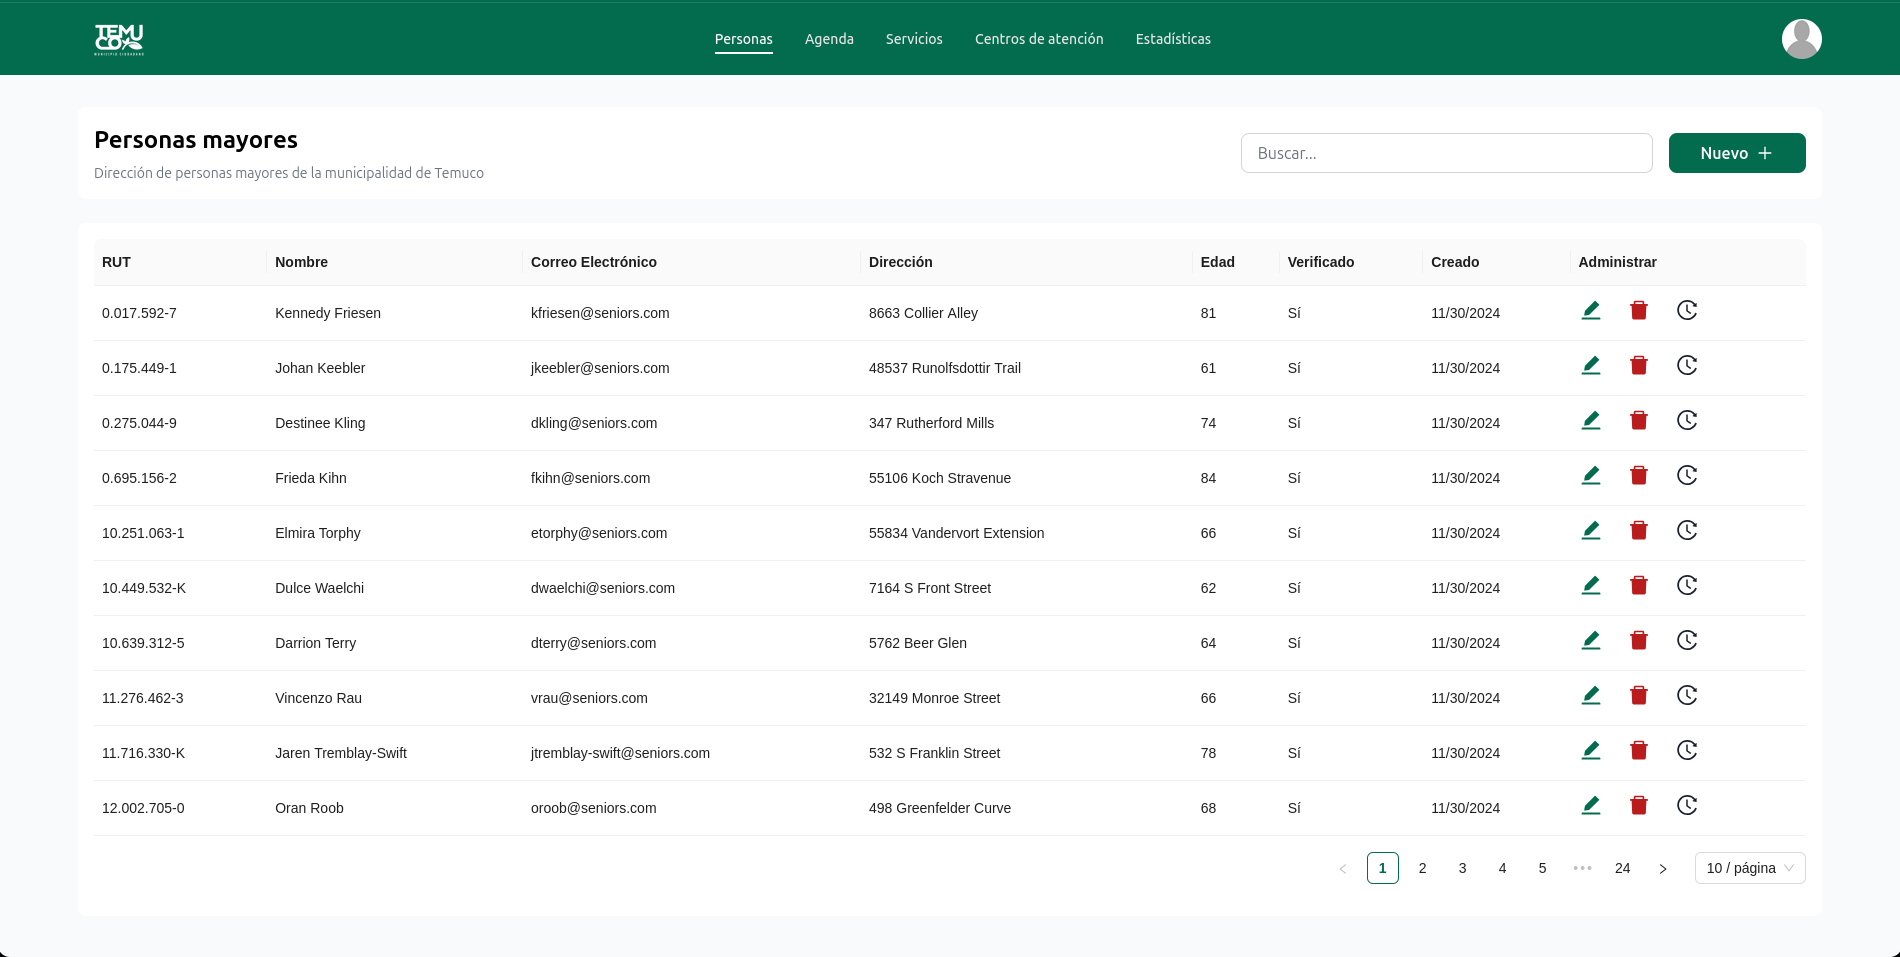 TEMUCO
Personas Agenda Servicios Centros de atención Estadísticas
Personas mayores
Dirección de personas mayores de la municipalidad de Temuco
Buscar...
Nuevo
RUT Nombre Correo Electrónico Dirección Edad Verificado Creado Administrar
0.017.592-7 Kennedy Friesen kfriesen@seniors.com 8663 Collier Alley 81 Sí 11/30/2024
0.175.449-1 Johan Keebler jkeebler@seniors.com 48537 Runolfsdottir Trail 61 Sí 11/30/2024
0.275.044-9 Destinee Kling dkling@seniors.com 347 Rutherford Mills 74 Sí 11/30/2024
0.695.156-2 Frieda Kihn fkihn@seniors.com 55106 Koch Stravenue 84 Sí 11/30/2024
10.251.063-1 Elmira Torphy etorphy@seniors.com 55834 Vandervort Extension 66 Sí 11/30/2024
10.449.532-K Dulce Waelchi dwaelchi@seniors.com 7164 S Front Street 62 Sí 11/30/2024
10.639.312-5 Darrion Terry dterry@seniors.com 5762 Beer Glen 64 Sí 11/30/2024
11.276.462-3 Vincenzo Rau vrau@seniors.com 32149 Monroe Street 66 Sí 11/30/2024
11.716.330-K Jaren Tremblay-Swift jtremblay-swift@seniors.com 532 S Franklin Street 78 Sí 11/30/2024
12.002.705-0 Oran Roob oroob@seniors.com 498 Greenfelder Curve 68 Sí 11/30/2024
1 2 3 4 5 ••• 24 10 / página